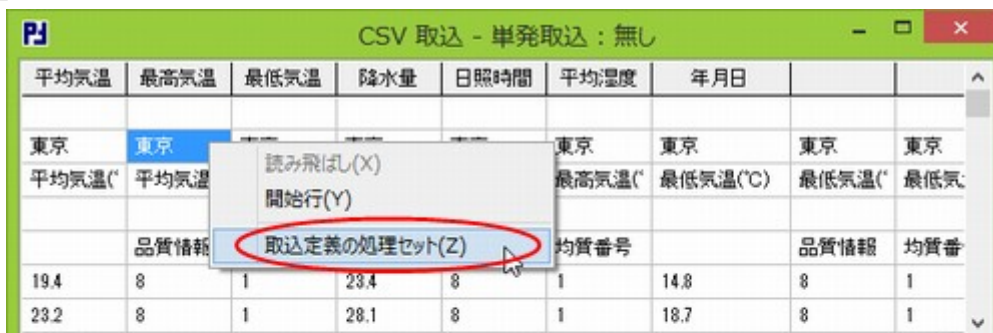 CSV 取込 - 単発取込：無し
平均気温 最高気温 最低気温 降水量 日照時間 平均湿度 年月日
東京 東京 東京 東京 東京 東京
平均気温(° 平均気温 最高気温(° 最低気温(℃) 最低気温(° 最低気
読み飛ばし(X)
開始行(Y)
取込定義の処理セット(Z)
品質情報 均質番号 品質情報 均質番
19.4 8 1 23.4 8 1 14.8 8 1
23.2 8 1 28.1 8 1 18.7 8 1